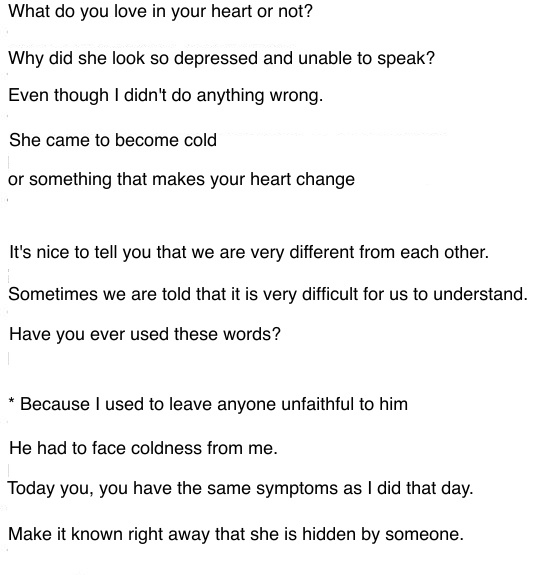 What do you love in your heart or not?
Why did she look so depressed and unable to speak?
Even though I didn't do anything wrong.
She came to become cold
or something that makes your heart change
It's nice to tell you that we are very different from each other.
Sometimes we are told that it is very difficult for us to understand.
Have you ever used these words?
* Because I used to leave anyone unfaithful to him
He had to face coldness from me.
Today you, you have the same symptoms as I did that day.
Make it known right away that she is hidden by someone.